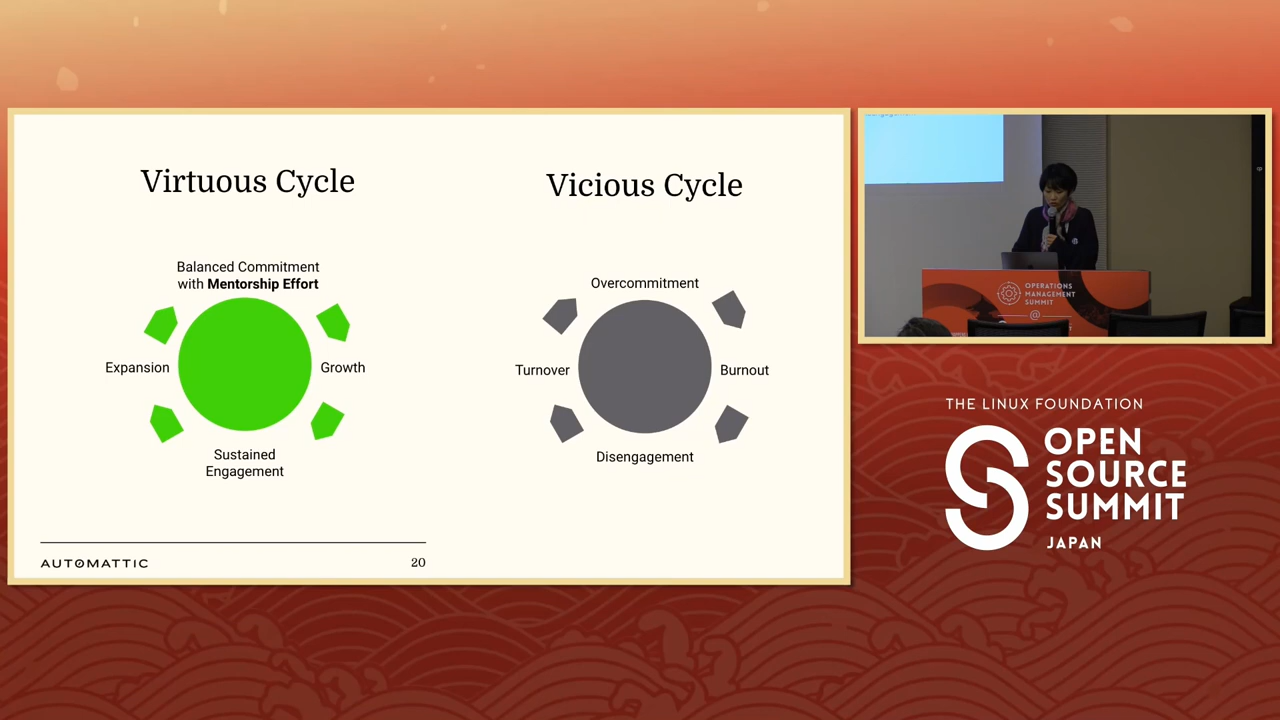 Virtuous Cycle
Balanced Commitment
with Mentorship Effort
Expansion
Growth
Sustained
Engagement
Vicious Cycle
Overcommitment
Turnover
Burnout
Disengagement
AUTOMATTIC
20
OPERATIONS
MANAGEMENT
SUMMIT
@
THE LINUX FOUNDATION
OPEN
SOURCE
SUMMIT
JAPAN